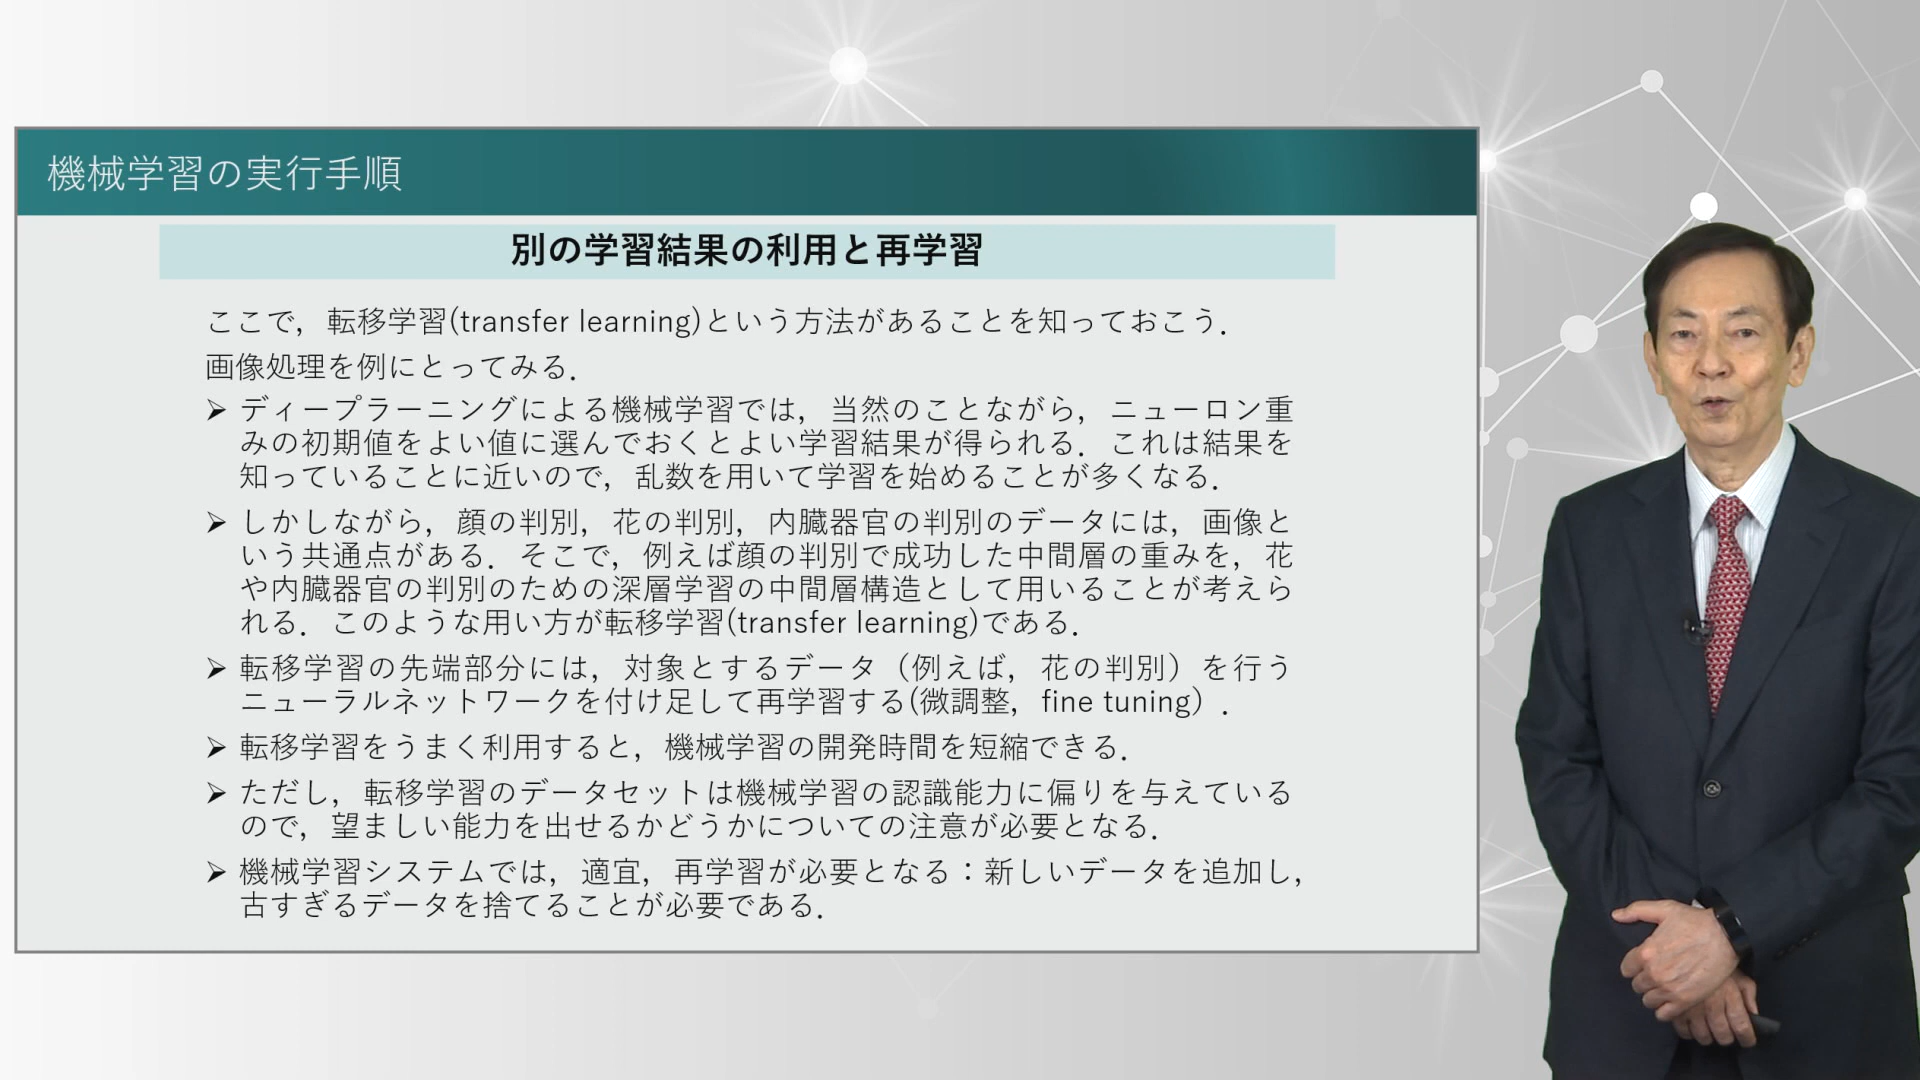 機械学習の実行手順
別の学習結果の利用と再学習
ここで，転移学習(transfer learning)という方法があることを知っておこう．
画像処理を例にとってみる．
➢ ディープラーニングによる機械学習では，当然のことながら，ニューロン重
みの初期値をよい値に選んでおくとよい学習結果が得られる．これは結果を
知っていることに近いので，乱数を用いて学習を始めることが多くなる．
➢ しかしながら，顔の判別，花の判別，内臓器官の判別のデータには，画像と
いう共通点がある．そこで，例えば顔の判別で成功した中間層の重みを，花
や内臓器官の判別のための深層学習の中間層構造として用いることが考えら
れる．このような用い方が転移学習(transfer learning)である．
➢ 転移学習の先端部分には，対象とするデータ（例えば，花の判別）を行う
ニューラルネットワークを付け足して再学習する(微調整，fine tuning）．
➢ 転移学習をうまく利用すると，機械学習の開発時間を短縮できる．
➢ ただし，転移学習のデータセットは機械学習の認識能力に偏りを与えている
ので，望ましい能力を出せるかどうかについての注意が必要となる．
➢ 機械学習システムでは，適宜，再学習が必要となる：新しいデータを追加し，
古すぎるデータを捨てることが必要である．